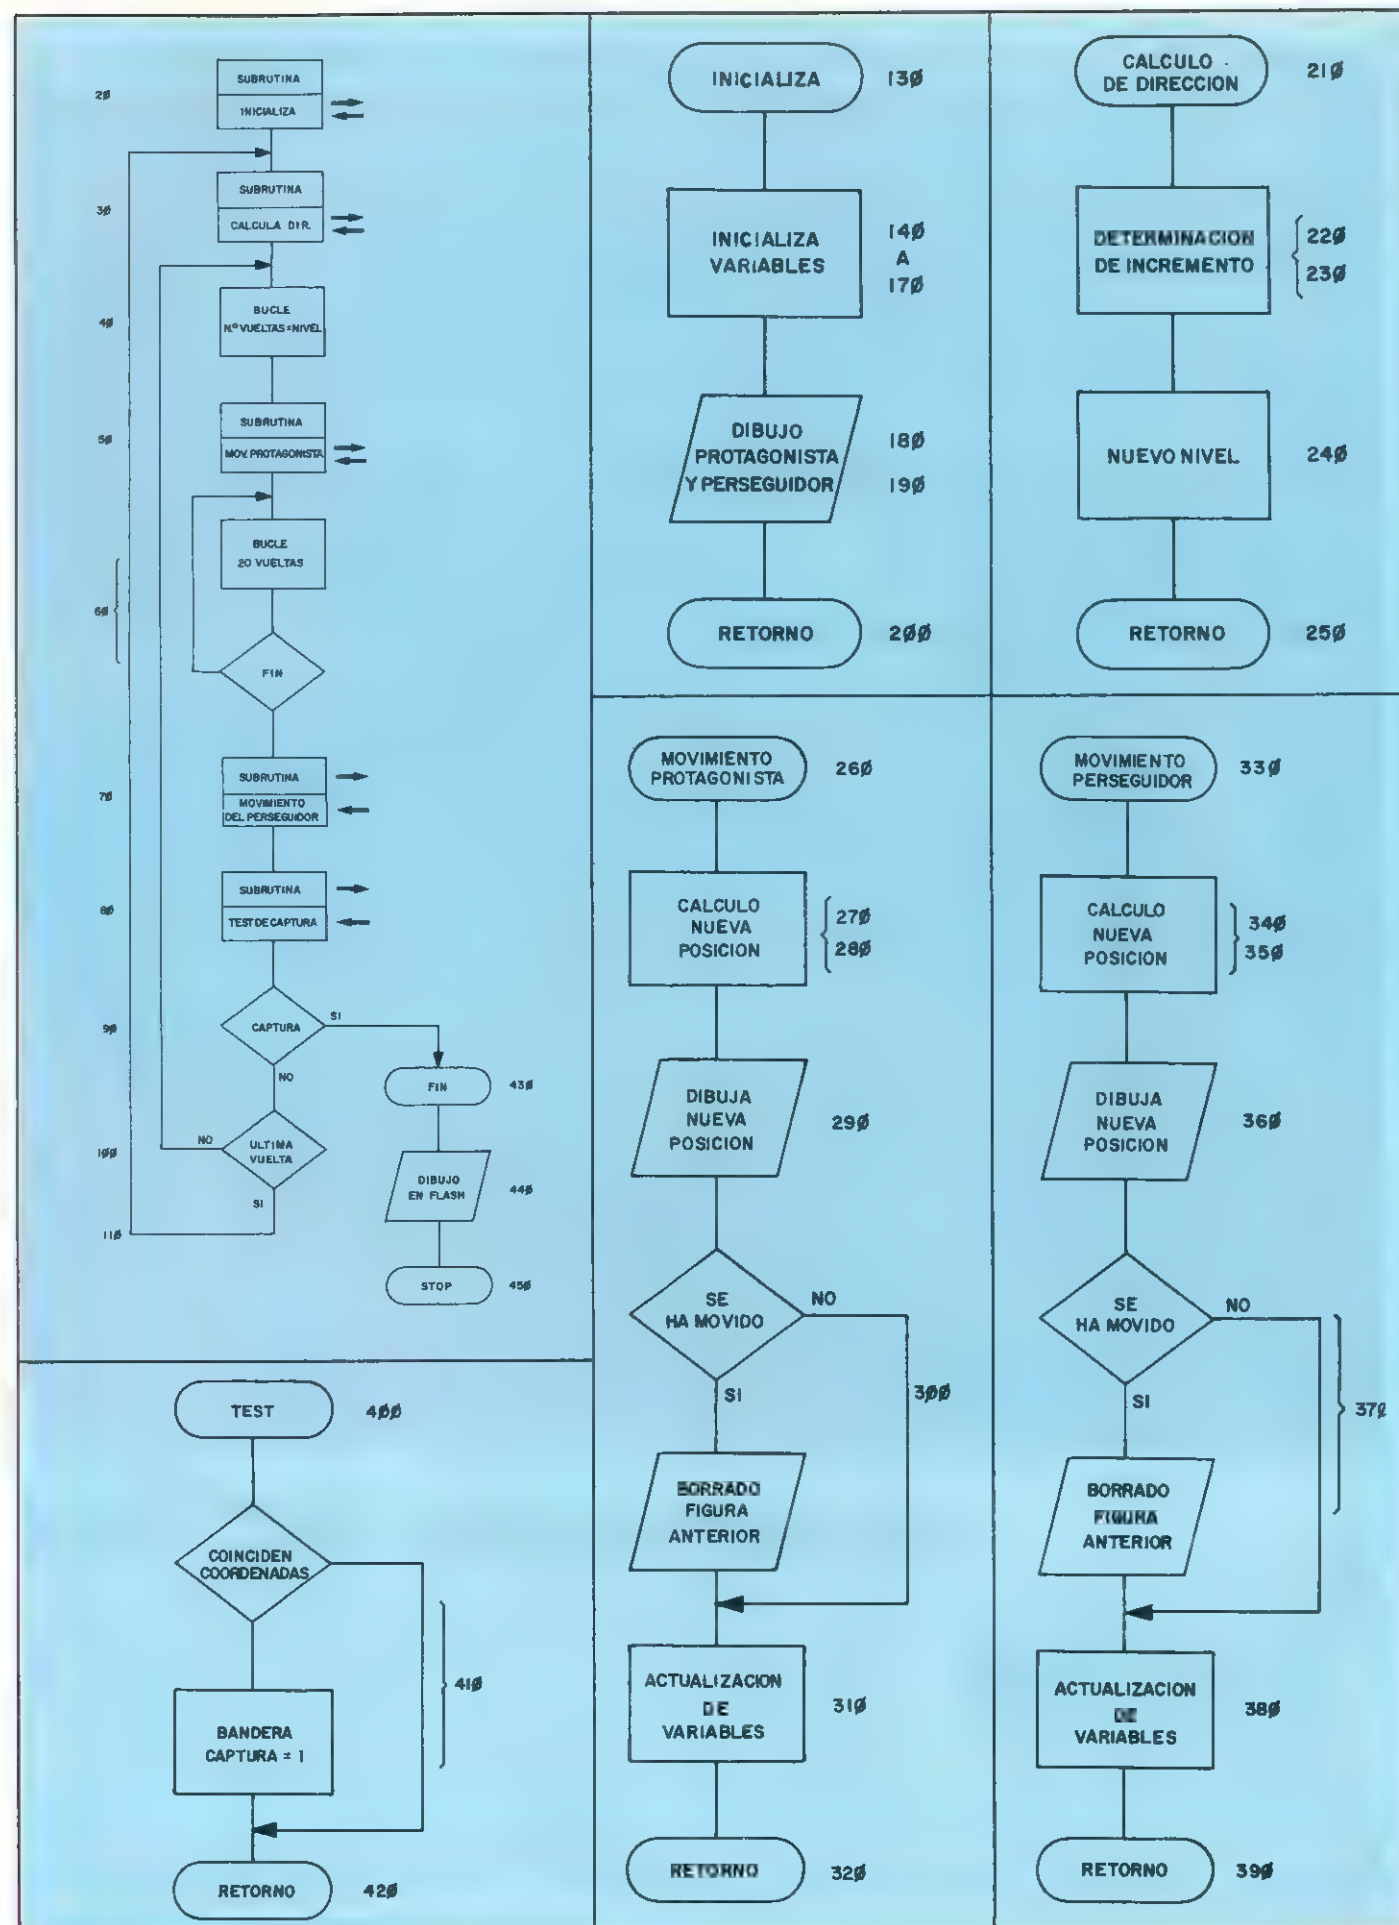 SUBRUTINA
20
INICIALIZA
SUBRUTINA
30
CALCULA DIR.
BUCLE
40
N.º VUELTAS=NIVEL
SUBRUTINA
50
MOV. PROTAGONISTA
BUCLE
20 VUELTAS
60
FIN
SUBRUTINA
70
MOVIMIENTO
DEL PERSEGUIDOR
SUBRUTINA
80
TEST DE CAPTURA
90
CAPTURA
SI
NO
FIN
430
100
NO
ULTIMA
VUELTA
SI
DIBUJO
EN FLASH
440
110
STOP
450
INICIALIZA
130
INICIALIZA
VARIABLES
140
A
170
DIBUJO
PROTAGONISTA
Y PERSEGUIDOR
180
190
RETORNO
200
CALCULO
DE DIRECCION
210
DETERMINACION
DE INCREMENTO
220
230
NUEVO NIVEL
240
RETORNO
250
TEST
400
COINCIDEN
COORDENADAS
410
BANDERA
CAPTURA = 1
RETORNO
420
MOVIMIENTO
PROTAGONISTA
260
CALCULO
NUEVA
POSICION
270
280
DIBUJA
NUEVA
POSICION
290
SE
HA MOVIDO
NO
SI
300
BORRADO
FIGURA
ANTERIOR
ACTUALIZACION
DE
VARIABLES
310
RETORNO
320
MOVIMIENTO
PERSEGUIDOR
330
CALCULO
NUEVA
POSICION
340
350
DIBUJA
NUEVA
POSICION
360
SE
HA MOVIDO
NO
SI
370
BORRADO
FIGURA
ANTERIOR
ACTUALIZACION
DE
VARIABLES
380
RETORNO
390